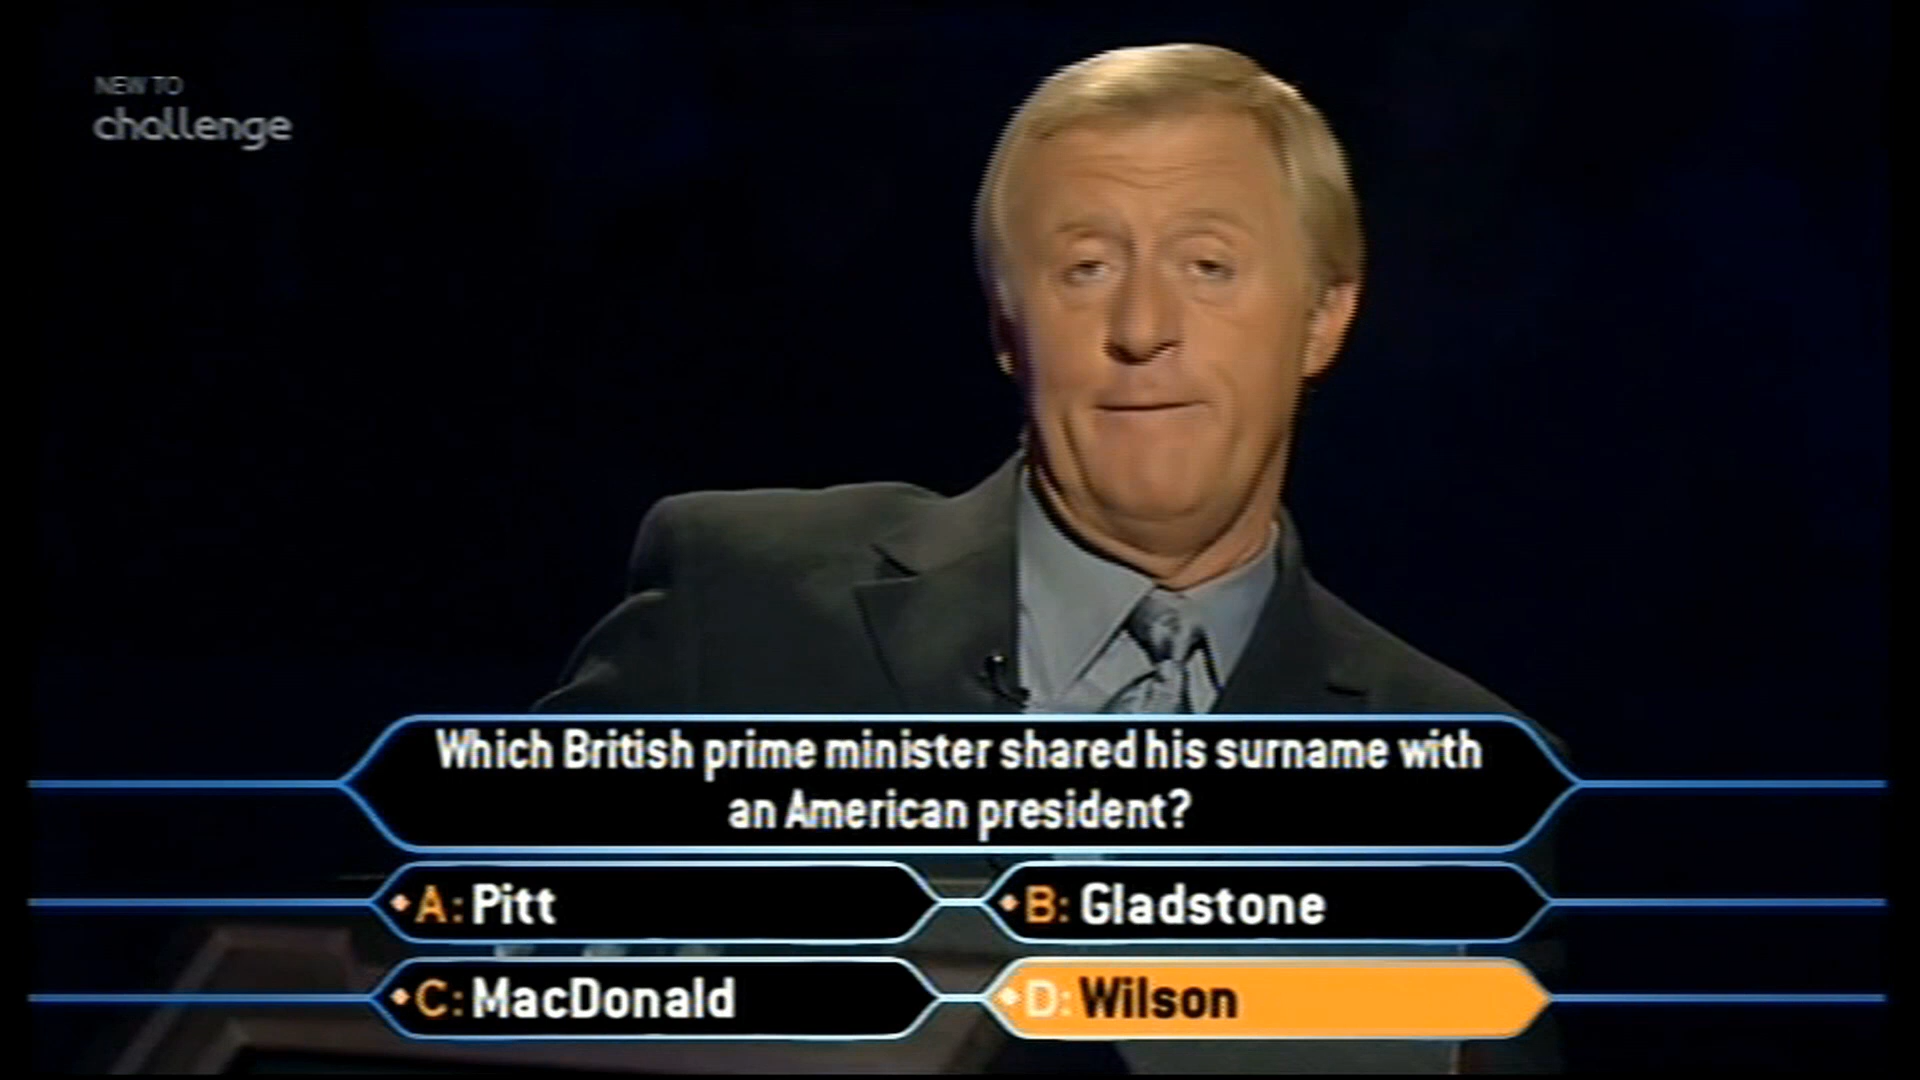 NEW TO
challenge
Which British prime minister shared his surname with
an American president?
A: Pitt
B: Gladstone
C: MacDonald
D: Wilson